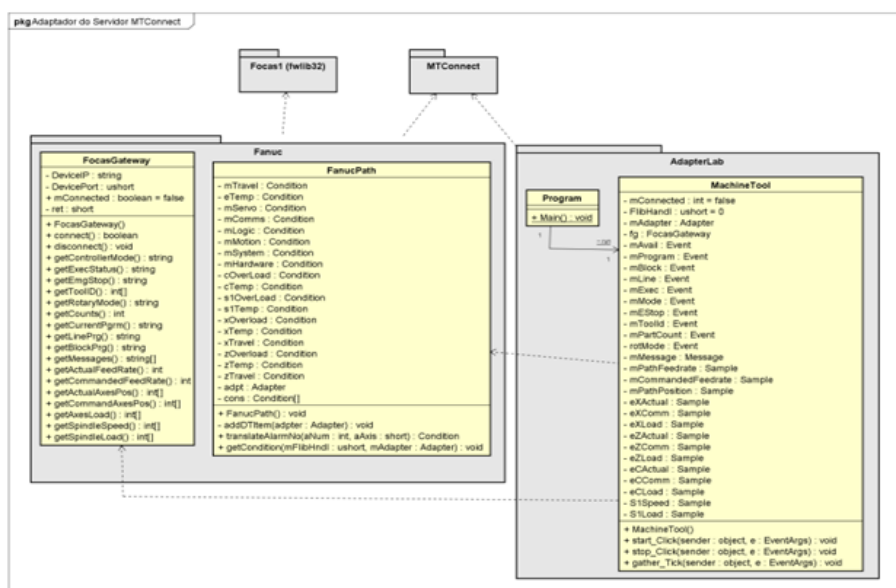 pkg Adaptador do Servidor MTConnect
Focas1 (fwlib32)
MTConnect
Fanuc
FocasGateway
- DeviceIP : string
- DevicePort : ushort
+ mConnected : boolean = false
- ret : short
+ FocasGateway()
+ connect() : boolean
+ disconnect() : void
+ getControllerMode() : string
+ getExecStatus() : string
+ getEmgStop() : string
+ getToolID() : int[]
+ getRotaryMode() : string
+ getCounts() : int
+ getCurrentPgrm() : string
+ getLinePrg() : string
+ getBlockPrg() : string
+ getMessages() : string[]
+ getActualFeedRate() : int
+ getCommandedFeedRate() : int
+ getActualAxesPos() : int[]
+ getCommandAxesPos() : int[]
+ getAxesLoad() : int[]
+ getSpindleSpeed() : int[]
+ getSpindleLoad() : int[]
FanucPath
- mTravel : Condition
- eTemp : Condition
- mServo : Condition
- mComms : Condition
- mLogic : Condition
- mMotion : Condition
- mSystem : Condition
- mHardware : Condition
- cOverLoad : Condition
- cTemp : Condition
- s1OverLoad : Condition
- s1Temp : Condition
- xOverload : Condition
- xTemp : Condition
- xTravel : Condition
- zOverload : Condition
- zTemp : Condition
- zTravel : Condition
- adpt : Adapter
- cons : Condition[]
+ FanucPath() : void
- addDTItem(adpter : Adapter) : void
+ translateAlarmNo(aNum : int, aAxis : short) : Condition
+ getCondition(mFlibHndl : ushort, mAdapter : Adapter) : void
AdapterLab
Program
+ Main() : void
1
1
MachineTool
- mConnected : int = false
- FlibHandl : ushort = 0
- mAdapter : Adapter
- fg : FocasGateway
- mAvail : Event
- mProgram : Event
- mBlock : Event
- mLine : Event
- mExec : Event
- mMode : Event
- mEStop : Event
- mToolId : Event
- mPartCount : Event
- rotMode : Event
- mMessage : Message
- mPathFeedrate : Sample
- mCommandedFeedrate : Sample
- mPathPosition : Sample
- eXActual : Sample
- eXComm : Sample
- eXLoad : Sample
- eZActual : Sample
- eZComm : Sample
- eZLoad : Sample
- eCActual : Sample
- eCComm : Sample
- eCLoad : Sample
- S1Speed : Sample
- S1Load : Sample
+ MachineTool()
+ start_Click(sender : object, e : EventArgs) : void
+ stop_Click(sender : object, e : EventArgs) : void
+ gather_Tick(sender : object, e : EventArgs) : void